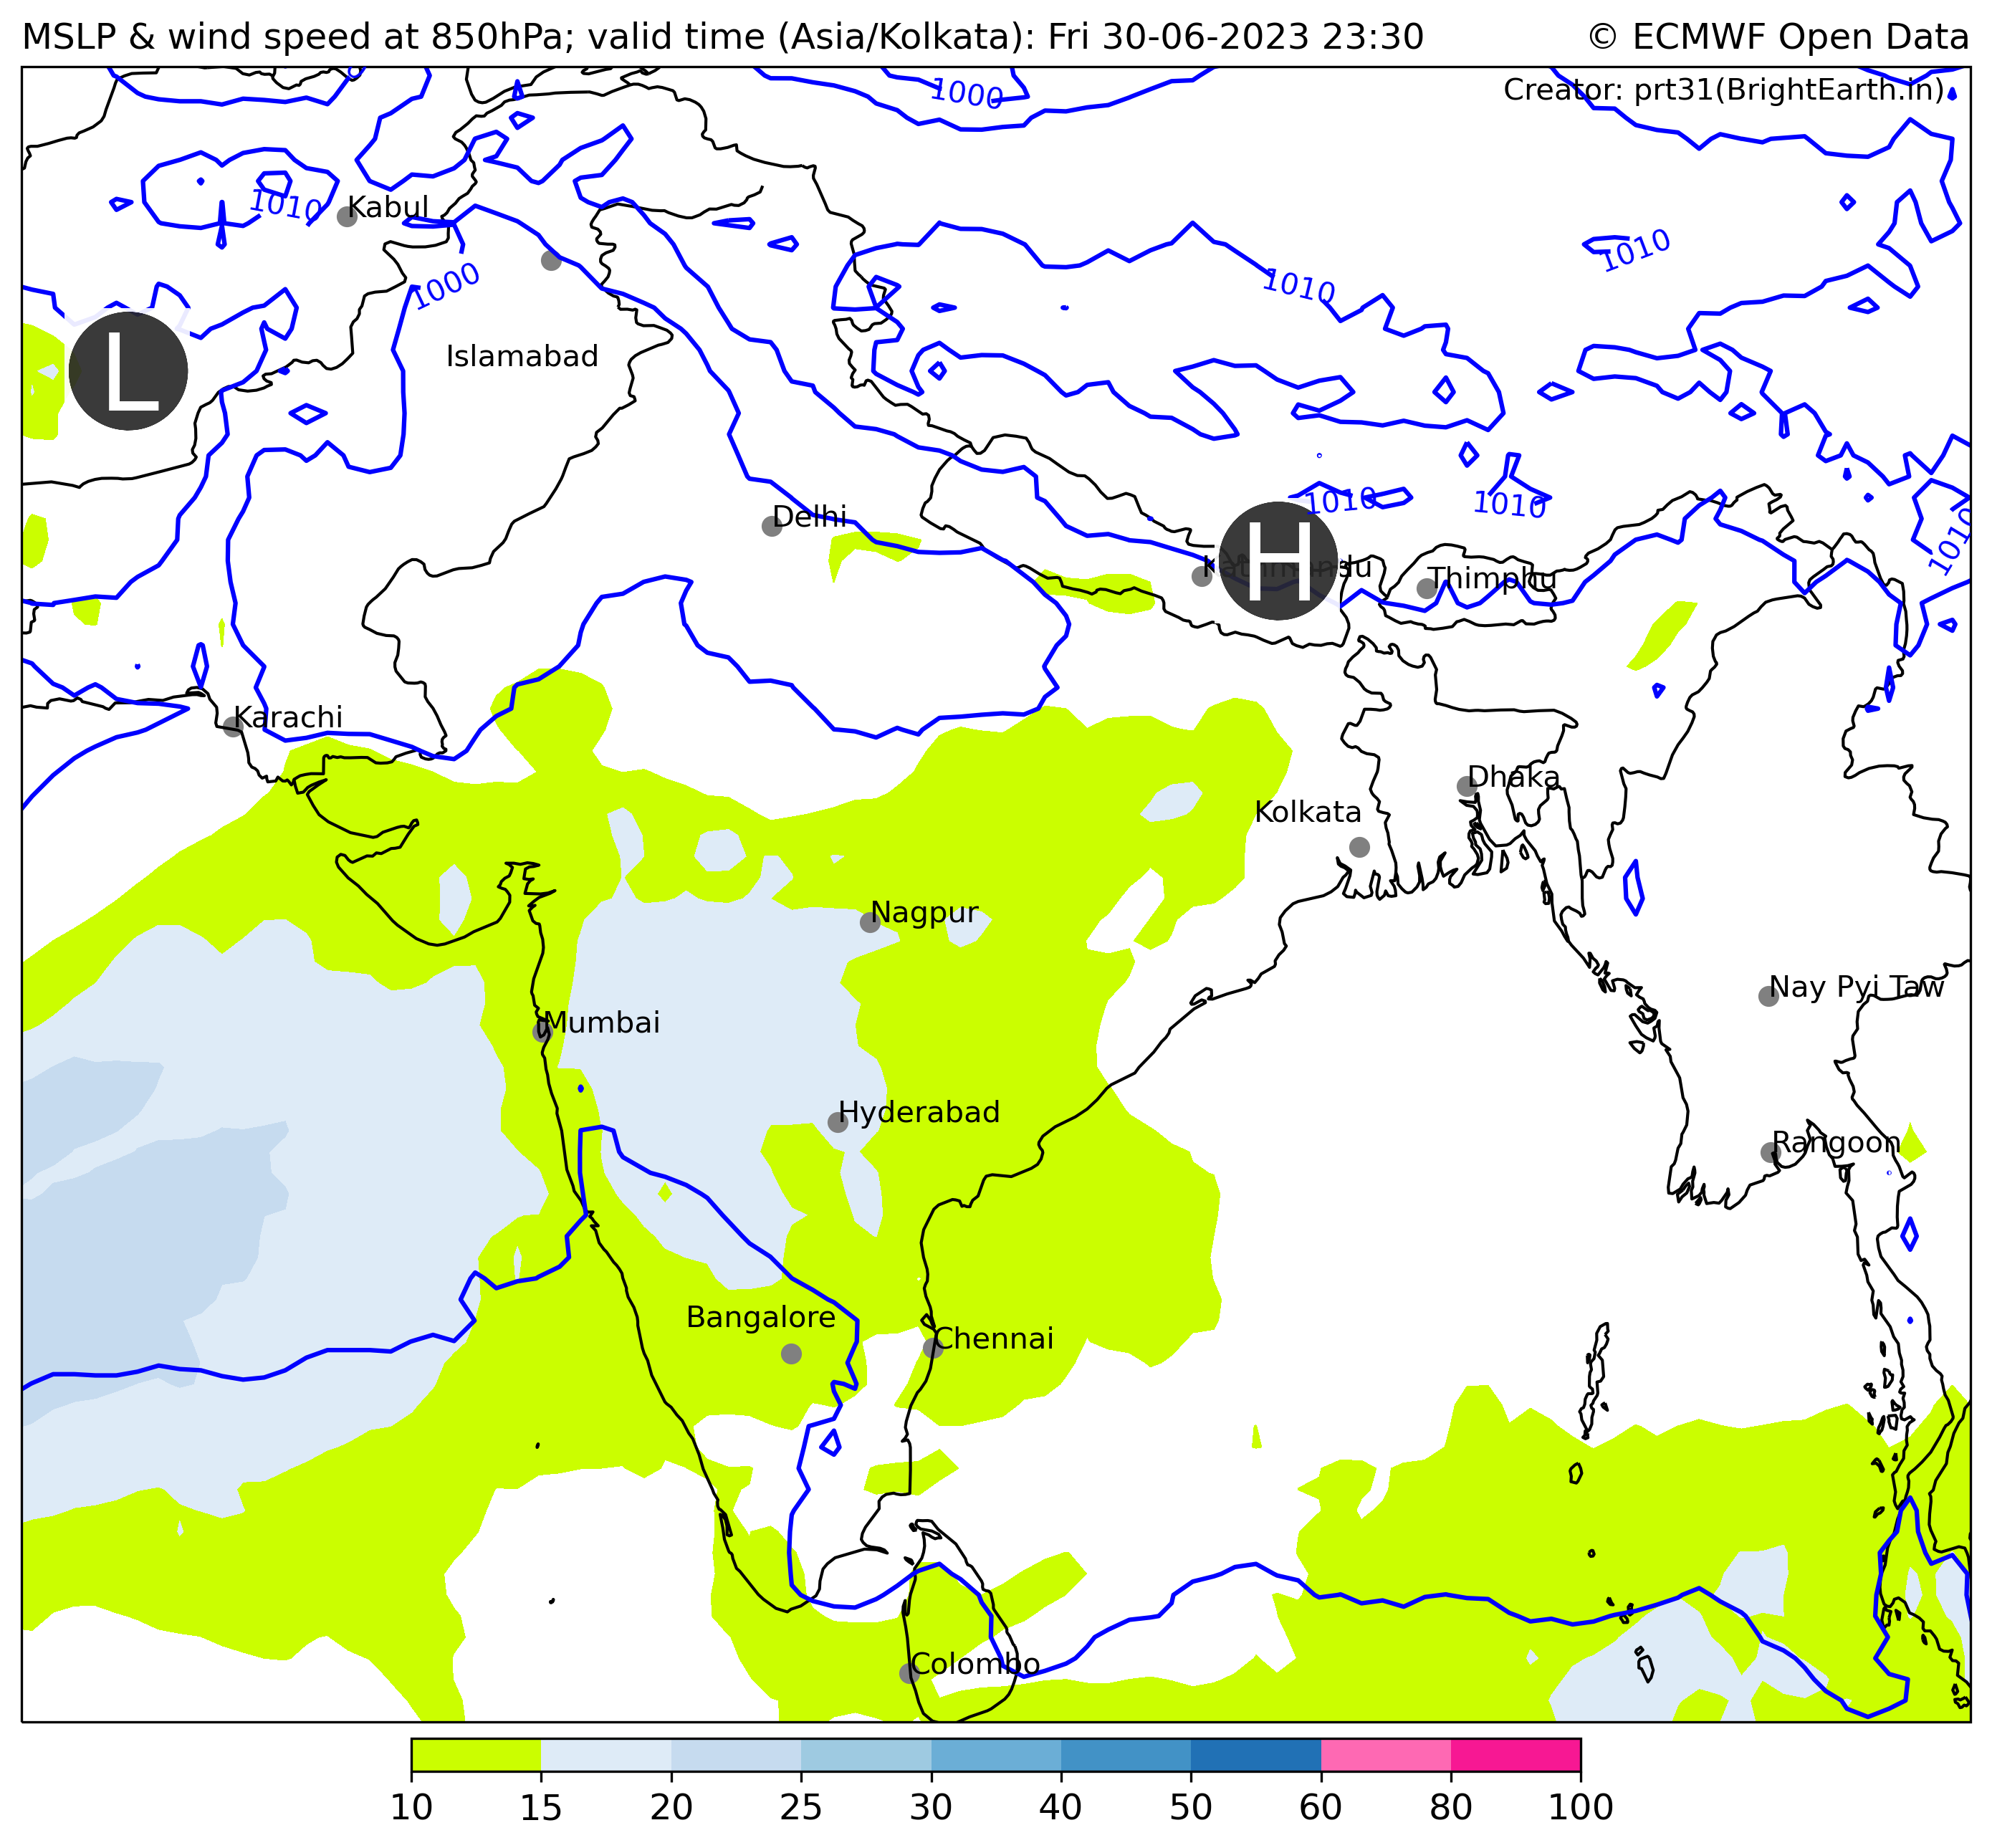 MSLP & wind speed at 850hPa; valid time (Asia/Kolkata): Fri 30-06-2023 23:30
© ECMWF Open Data
Creator: prt31(BrightEarth.in)
1000
1010
Kabul
1010
1000
1010
L
Islamabad
Delhi
1010
1010
1010
H
Thimphu
Karachi
Dhaka
Kolkata
Nagpur
Nay Pyi Taw
Mumbai
Hyderabad
Rangoon
Bangalore
Chennai
Colombo
10 15 20 25 30 40 50 60 80 100